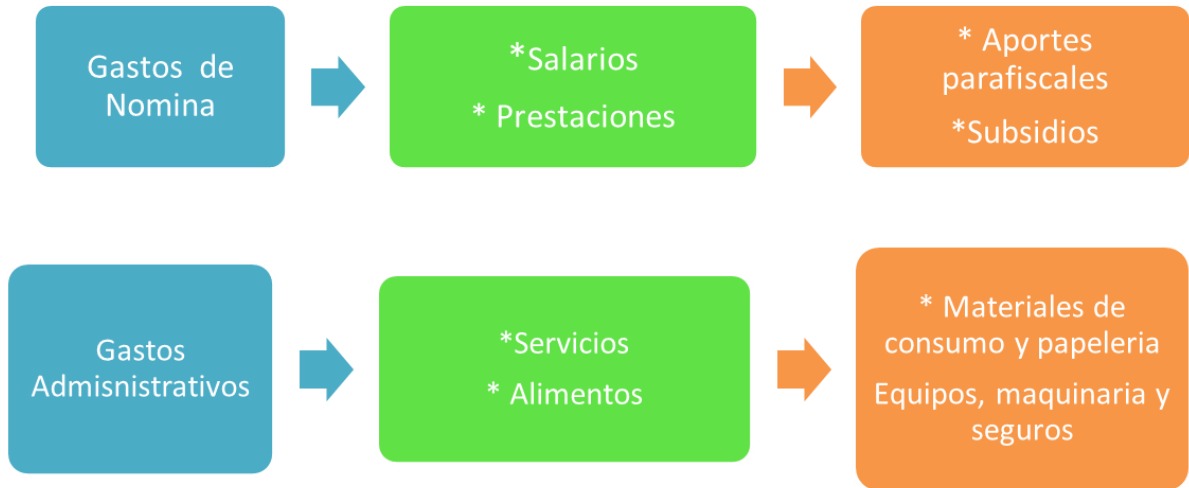 Gastos de
Nomina
*Salarios
* Prestaciones
* Aportes
parafiscales
*Subsidios
Gastos
Admisnistrativos
*Servicios
* Alimentos
* Materiales de
consumo y papeleria
Equipos, maquinaria y
seguros